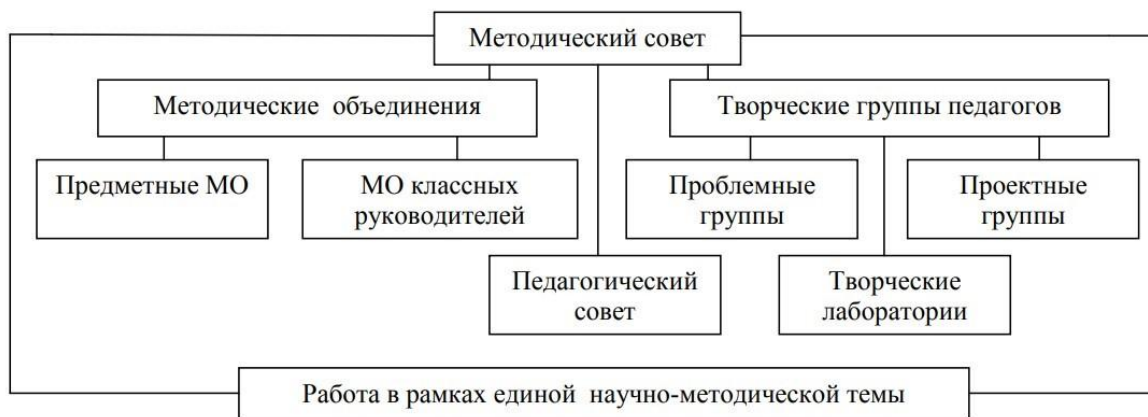 Методический совет
Методические объединения
Творческие группы педагогов
Предметные МО
МО классных
руководителей
Проблемные
группы
Проектные
группы
Педагогический
совет
Творческие
лаборатории
Работа в рамках единой научно-методической темы